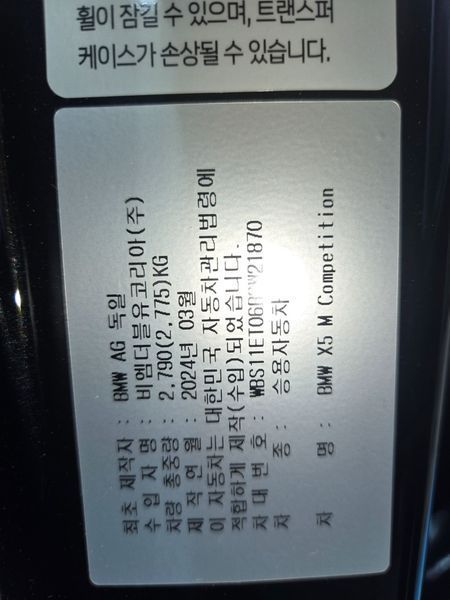 휠이 잠길 수 있으며, 트랜스퍼
케이스가 손상될 수 있습니다.
최초 제작자 : BMW AG 독일
수 입 자 명 : 비엠더블유코리아(주)
차량 총중량 : 2,790(2,775)KG
제 작 연 월 : 2024년 03월
이 자동차는 대한민국 자동차관리법령에
적합하게 제작(수입)되었습니다.
차 대 번 호 :
차 종 : 승용자동차
차 명 : BMW X5 M Competition